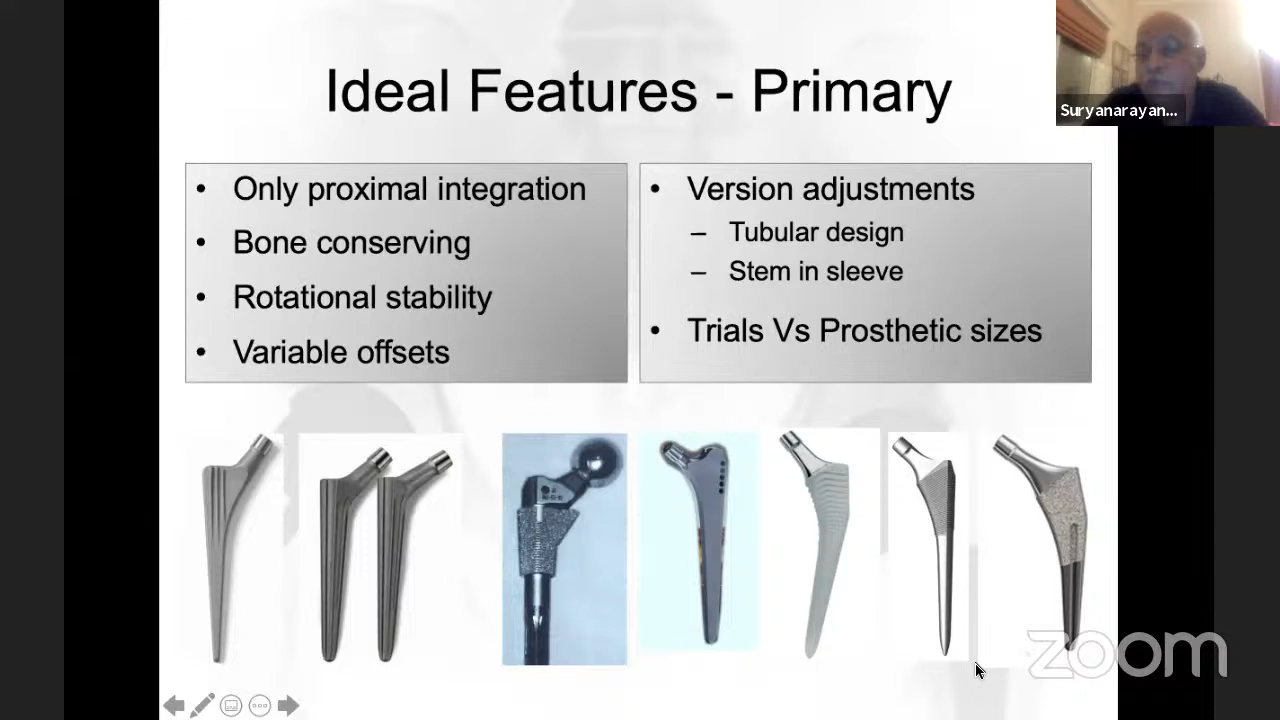 Ideal Features - Primary
Suryanarayan...
• Only proximal integration
• Bone conserving
• Rotational stability
• Variable offsets
• Version adjustments
– Tubular design
– Stem in sleeve
• Trials Vs Prosthetic sizes
zoom